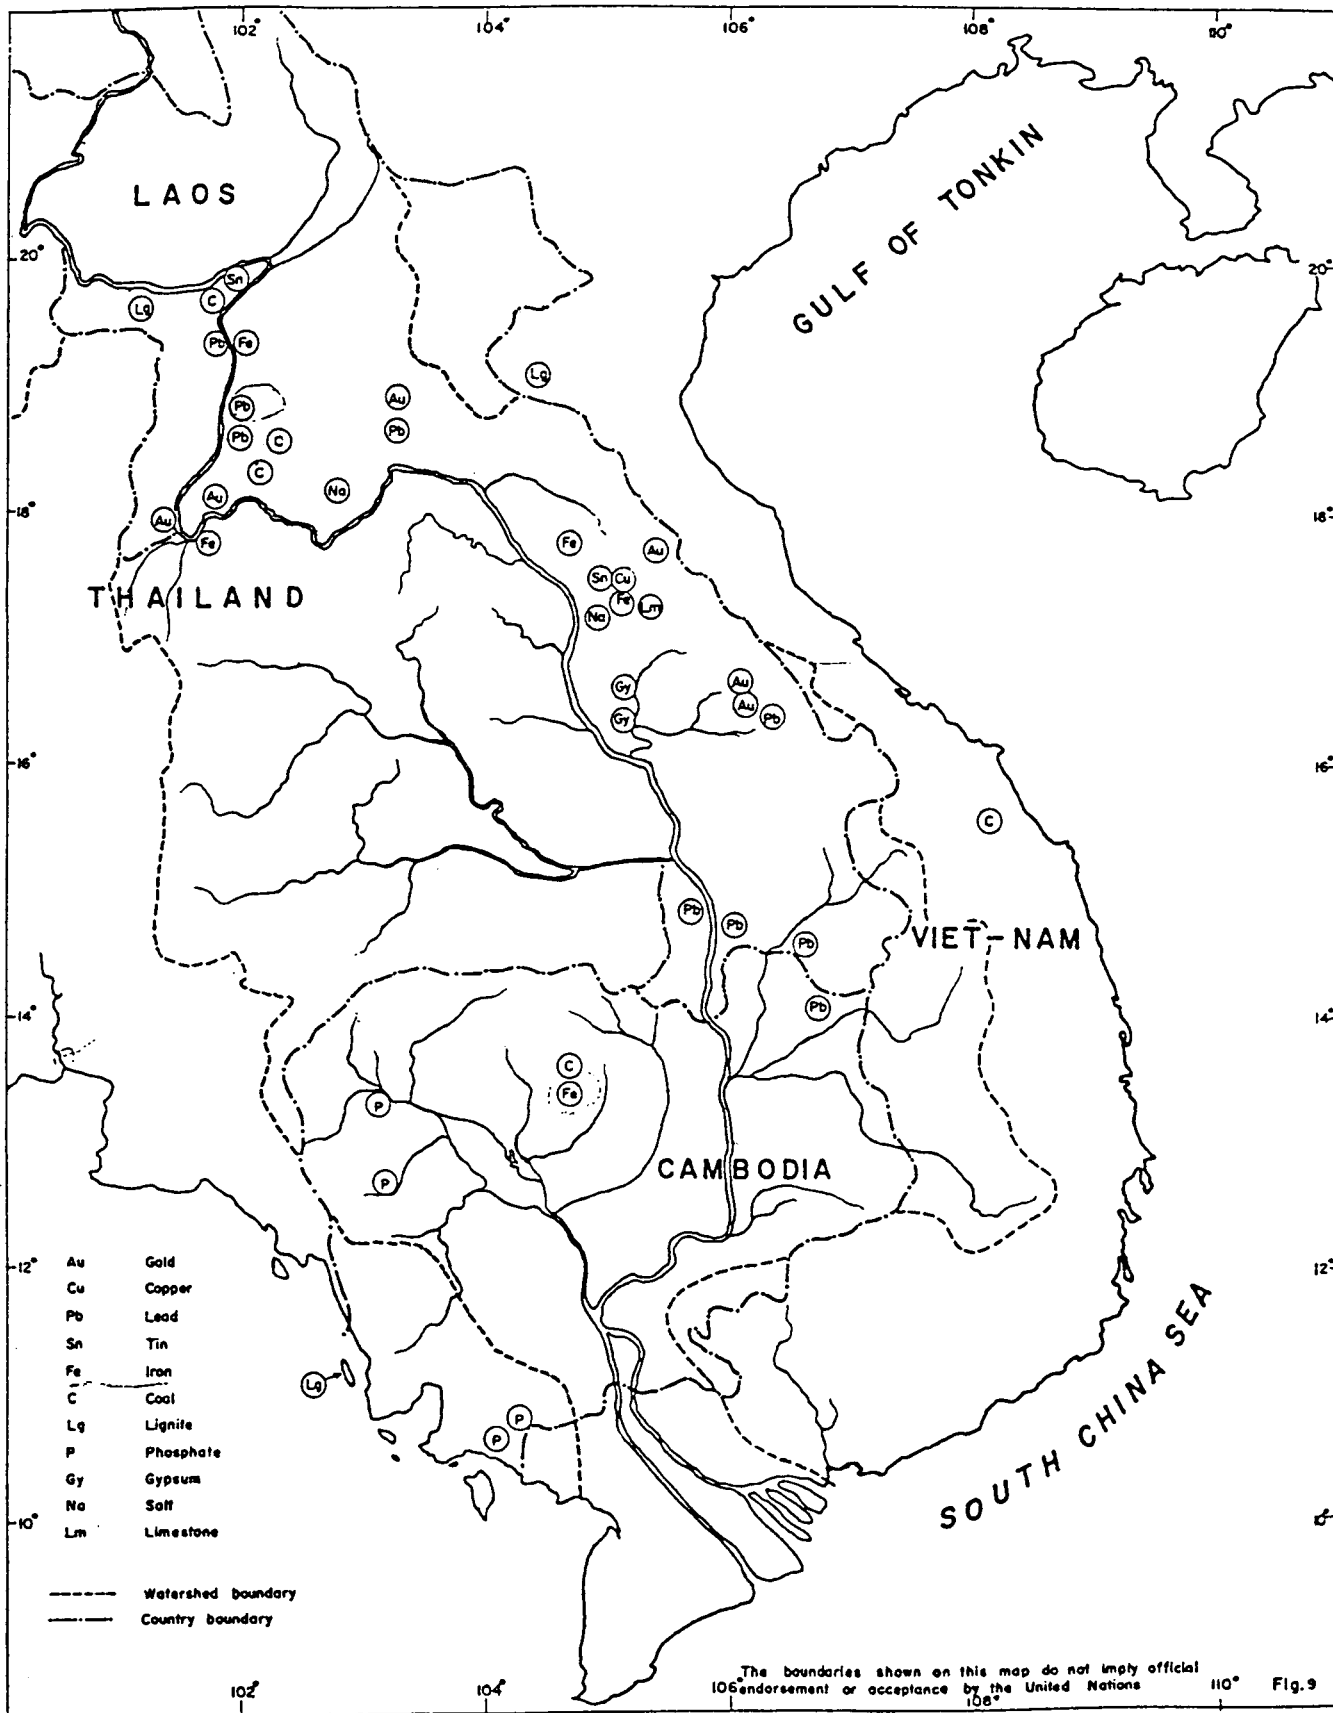 102° 104° 106° 108° 110°
LAOS
GULF OF TONKIN
20° 20°
Sn
C
Lg
Pb Fe
Lg
Au
Pb
Pb
Pb C
C
Na
Au
18° 18°
Au
Fe
Fe Au
Sn Cu
Fe Lm
Na
THAILAND
Gy Au
Au
Gy Pb
16° 16°
C
Pb
Pb
Pb
VIET-NAM
Pb
14° 14°
C
Fe
P
CAMBODIA
P
12° 12°
Au Gold
Cu Copper
Pb Lead
Sn Tin
Fe Iron
C Coal
Lg Lignite
P Phosphate
Gy Gypsum
Na Salt
Lm Limestone
Lg
P
P
SOUTH CHINA SEA
10° 10°
Watershed boundary
Country boundary
The boundaries shown on this map do not imply official
endorsement or acceptance by the United Nations
102° 104° 106° 108° 110° Fig.9